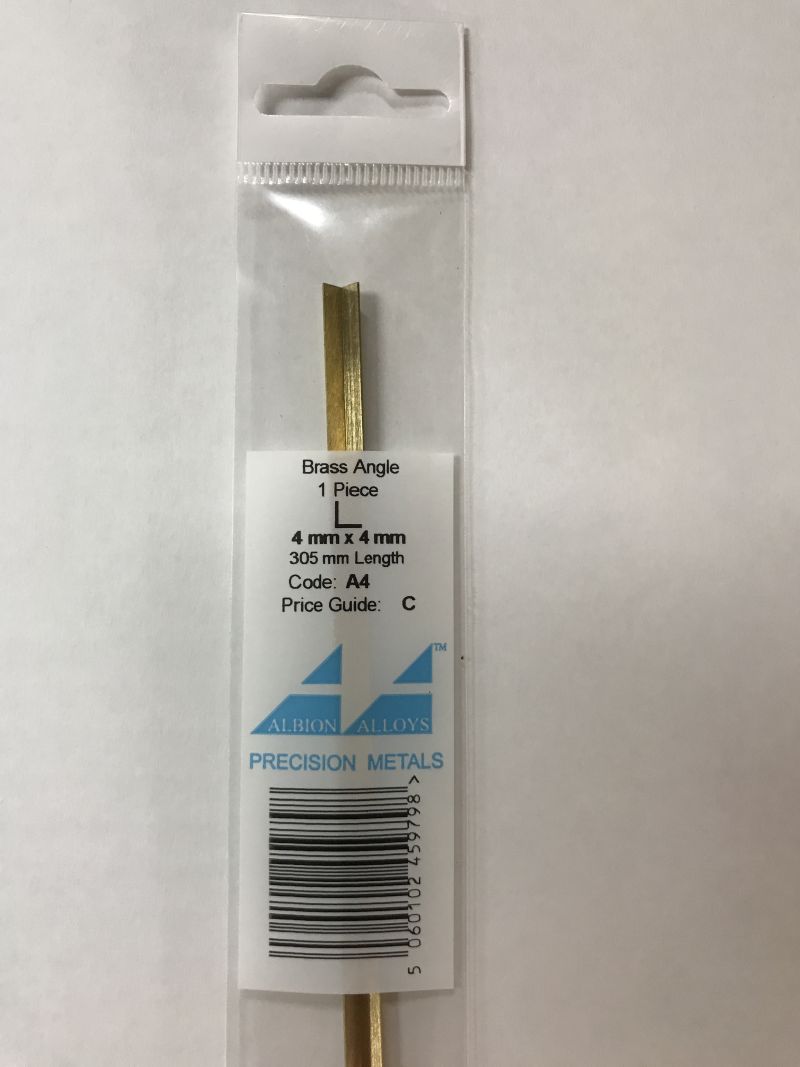 Brass Angle
1 Piece
4 mm x 4 mm
305 mm Length
Code: A4
Price Guide: C
TM
ALBION ALLOYS
PRECISION METALS
5 060102 459798 >